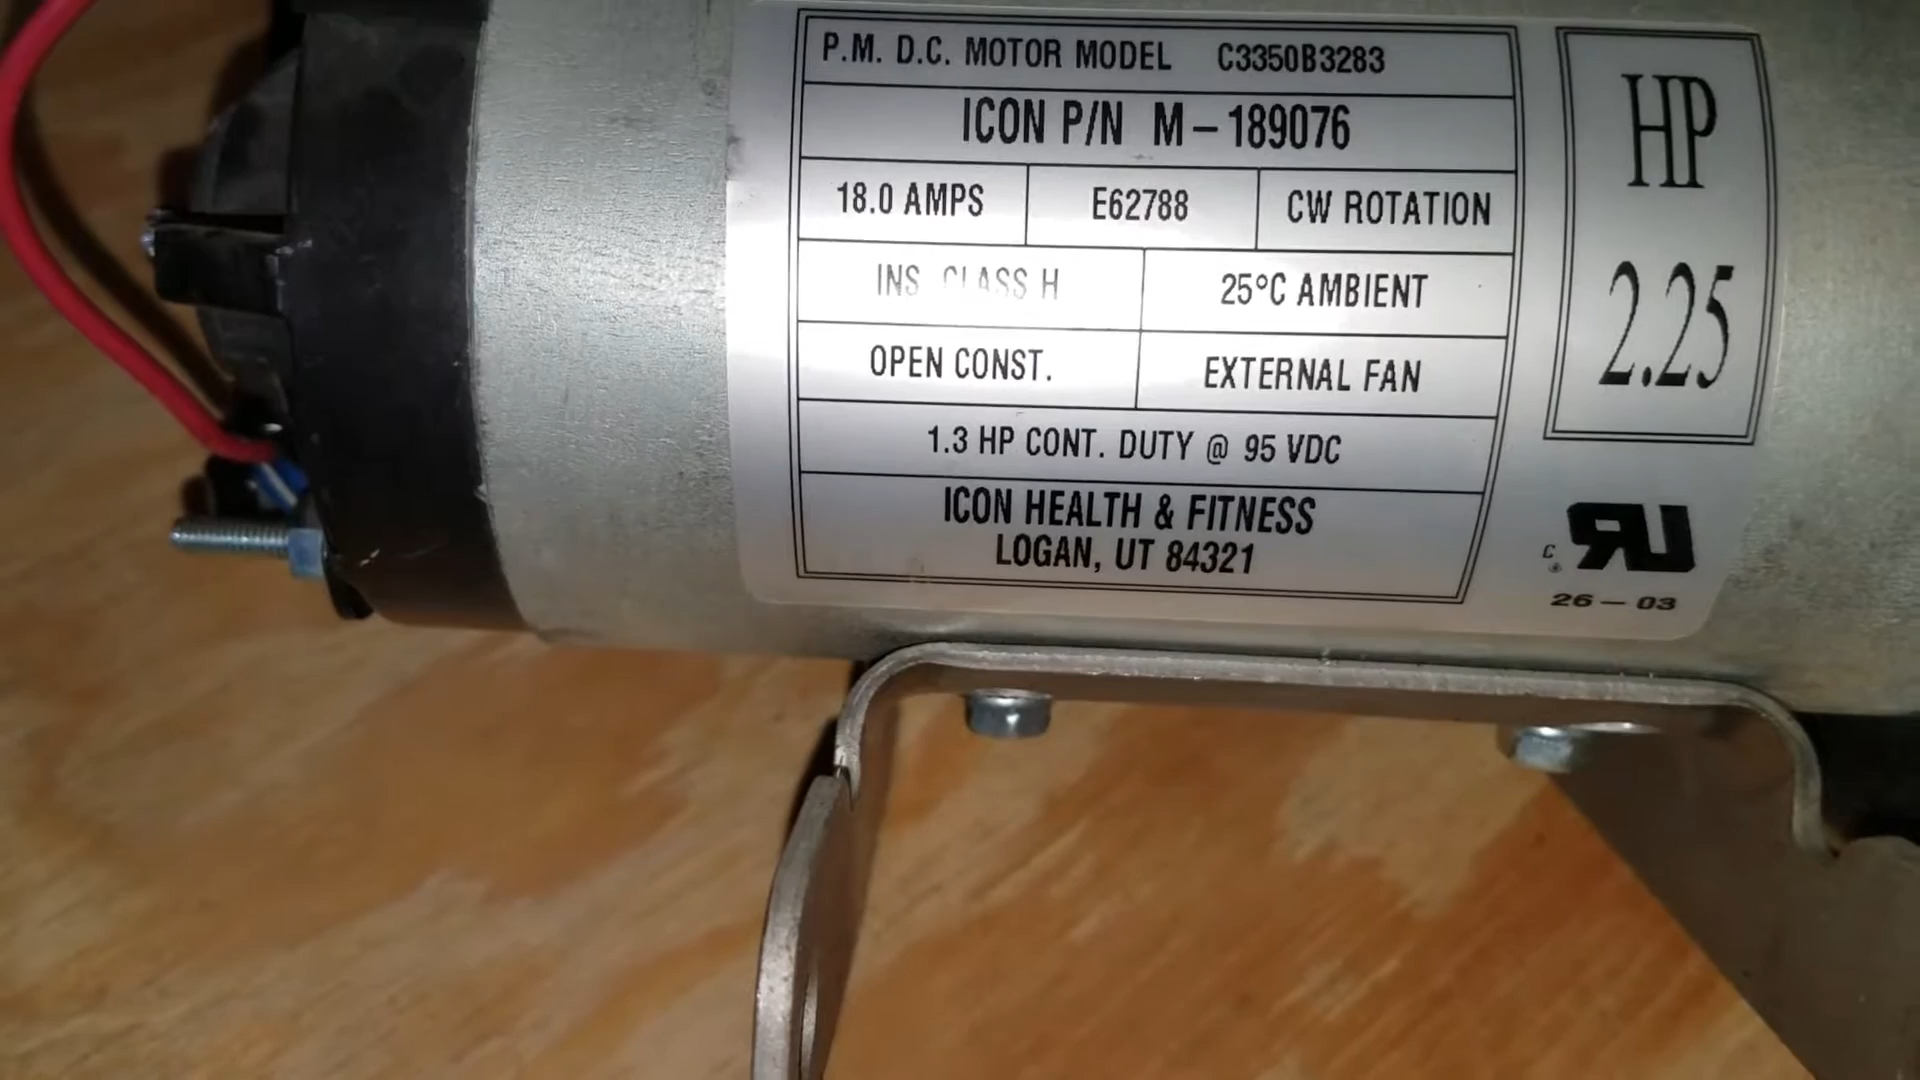 P.M. D.C. MOTOR MODEL C3350B3283
ICON P/N M-189076
18.0 AMPS E62788 CW ROTATION
INS CLASS H 25°C AMBIENT
OPEN CONST. EXTERNAL FAN
1.3 HP CONT. DUTY @ 95 VDC
ICON HEALTH & FITNESS
LOGAN, UT 84321
HP
2.25
c RU
26-03